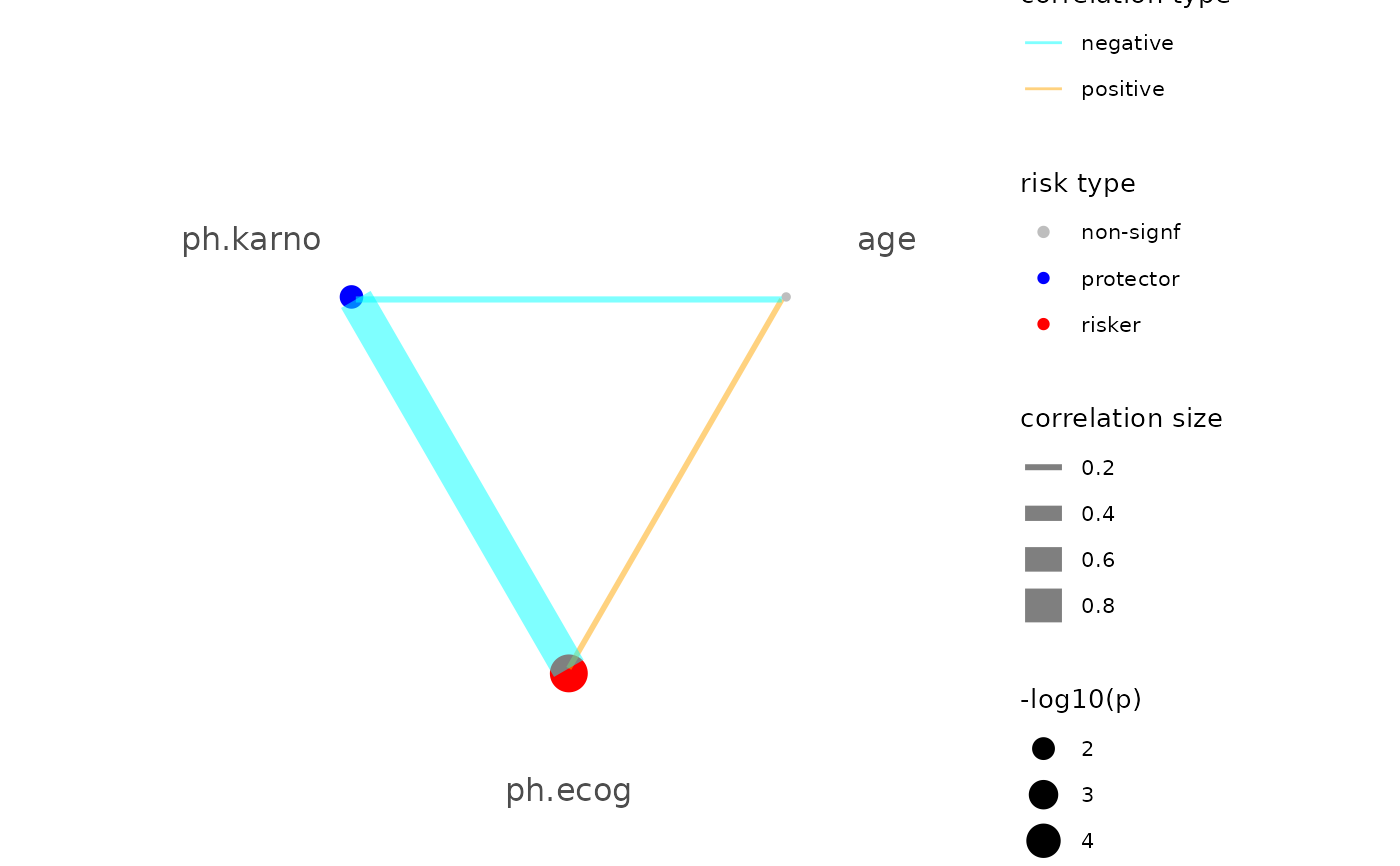 correlation type
negative
positive
risk type
non-signf
protector
risker
correlation size
0.2
0.4
0.6
0.8
-log10(p)
2
3
4
ph.karno
age
ph.ecog